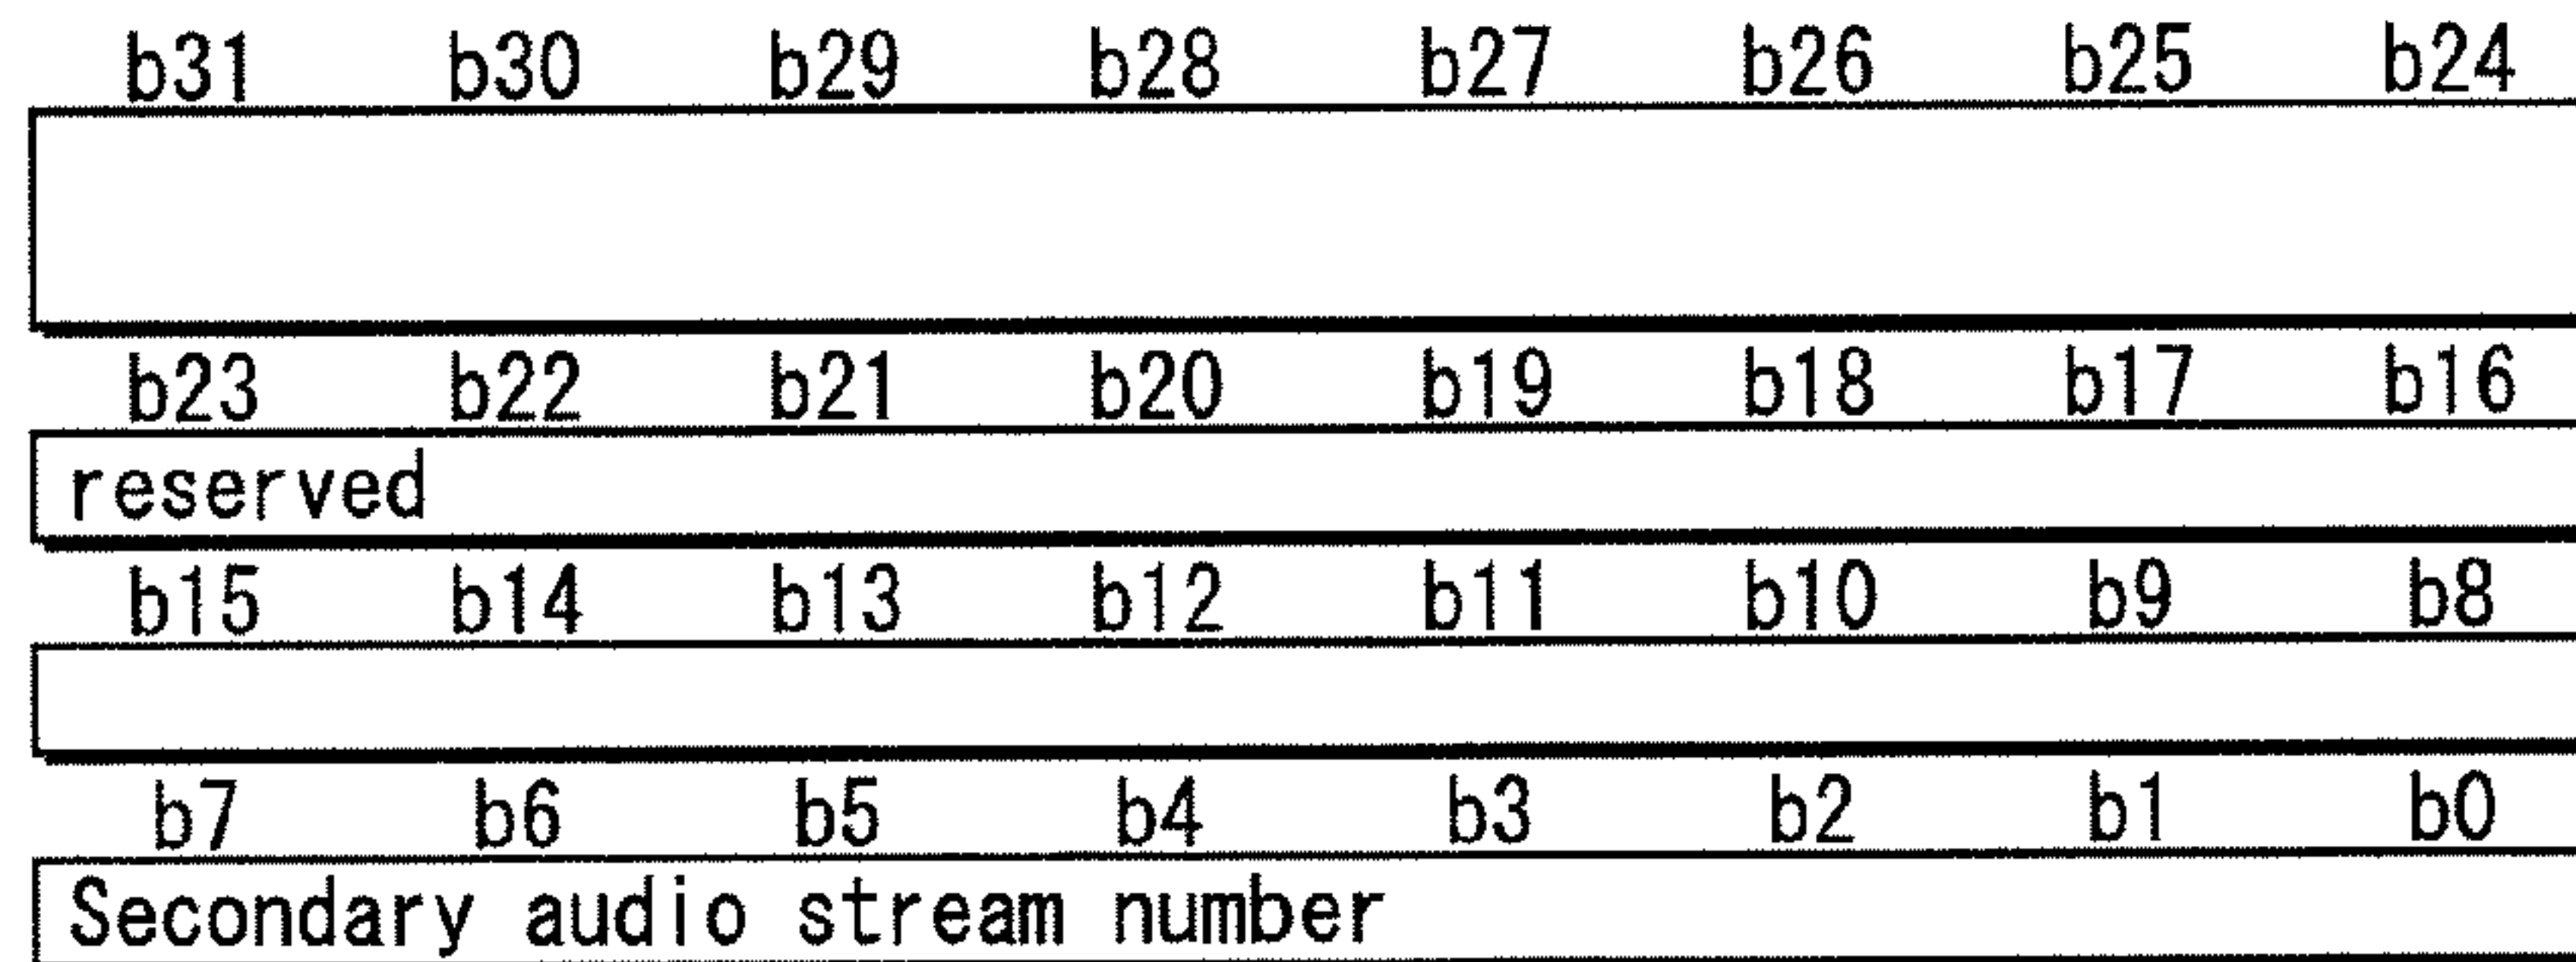 b31 b30 b29 b28 b27 b26 b25 b24
b23 b22 b21 b20 b19 b18 b17 b16
reserved
b15 b14 b13 b12 b11 b10 b9 b8
b7 b6 b5 b4 b3 b2 b1 b0
Secondary audio stream number